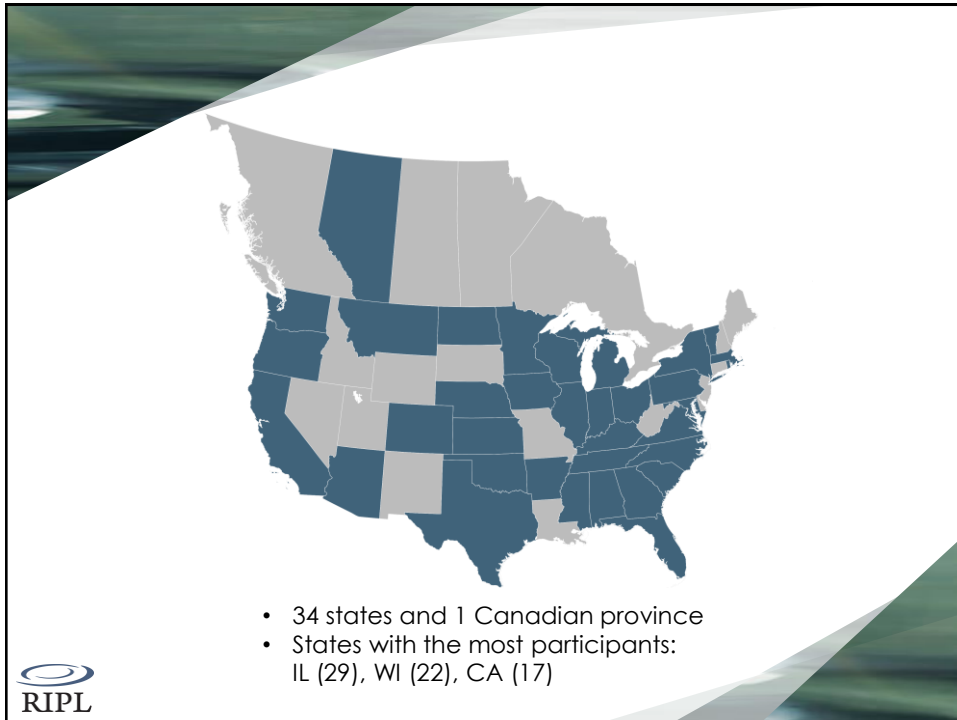 • 34 states and 1 Canadian province
• States with the most participants:
IL (29), WI (22), CA (17)
RIPL